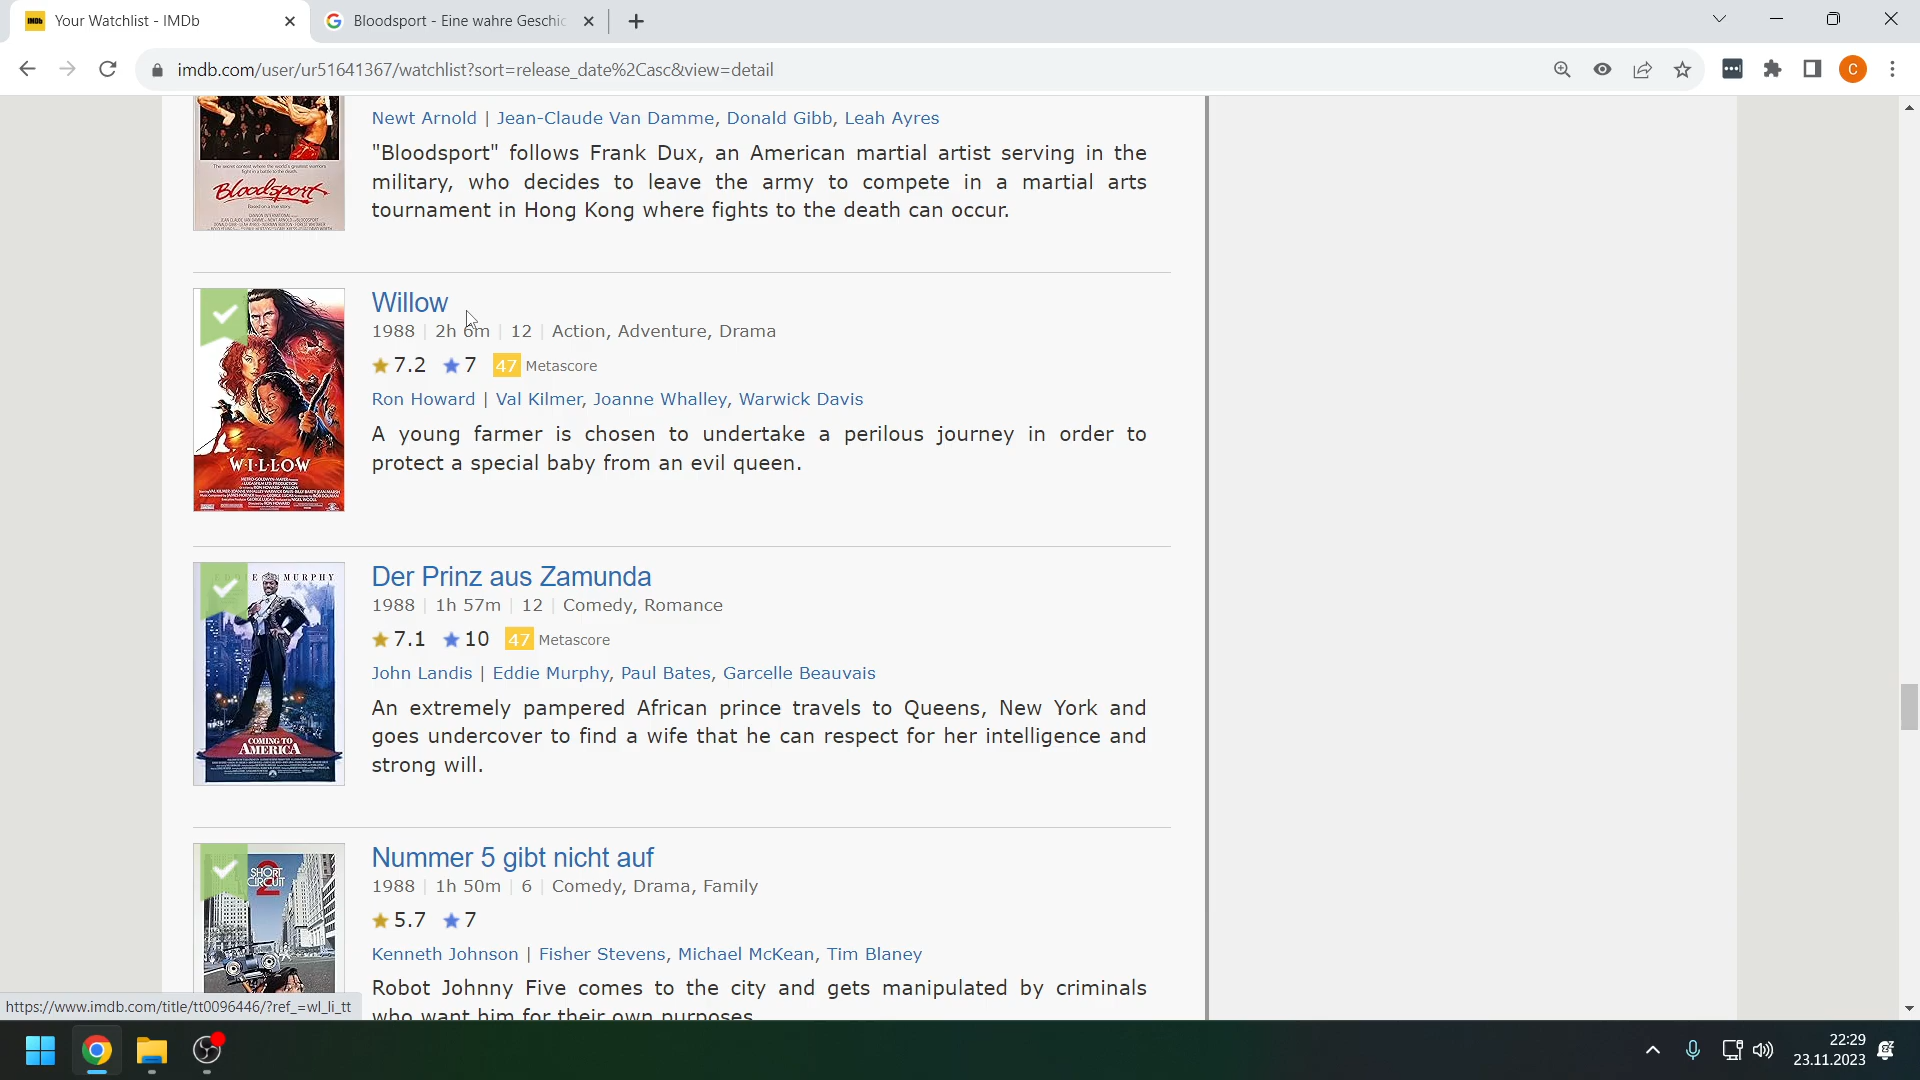 Your Watchlist - IMDb
Bloodsport - Eine wahre Geschic
imdb.com/user/ur51641367/watchlist?sort=release_date%2Casc&view=detail
C
Newt Arnold | Jean-Claude Van Damme, Donald Gibb, Leah Ayres
"Bloodsport" follows Frank Dux, an American martial artist serving in the
military, who decides to leave the army to compete in a martial arts
tournament in Hong Kong where fights to the death can occur.
Bloodsport
Willow
1988 | 2h 6m | 12 | Action, Adventure, Drama
7.2 7 47 Metascore
Ron Howard | Val Kilmer, Joanne Whalley, Warwick Davis
A young farmer is chosen to undertake a perilous journey in order to
protect a special baby from an evil queen.
WILLOW
Der Prinz aus Zamunda
1988 | 1h 57m | 12 | Comedy, Romance
7.1 10 47 Metascore
John Landis | Eddie Murphy, Paul Bates, Garcelle Beauvais
An extremely pampered African prince travels to Queens, New York and
goes undercover to find a wife that he can respect for her intelligence and
strong will.
MURPHY
COMING TO
AMERICA
Nummer 5 gibt nicht auf
1988 | 1h 50m | 6 | Comedy, Drama, Family
5.7 7
Kenneth Johnson | Fisher Stevens, Michael McKean, Tim Blaney
Robot Johnny Five comes to the city and gets manipulated by criminals
who want him for their own purposes.
SHORT
CIRCUIT
2
https://www.imdb.com/title/tt0096446/?ref_=wl_li_tt
22:29
23.11.2023